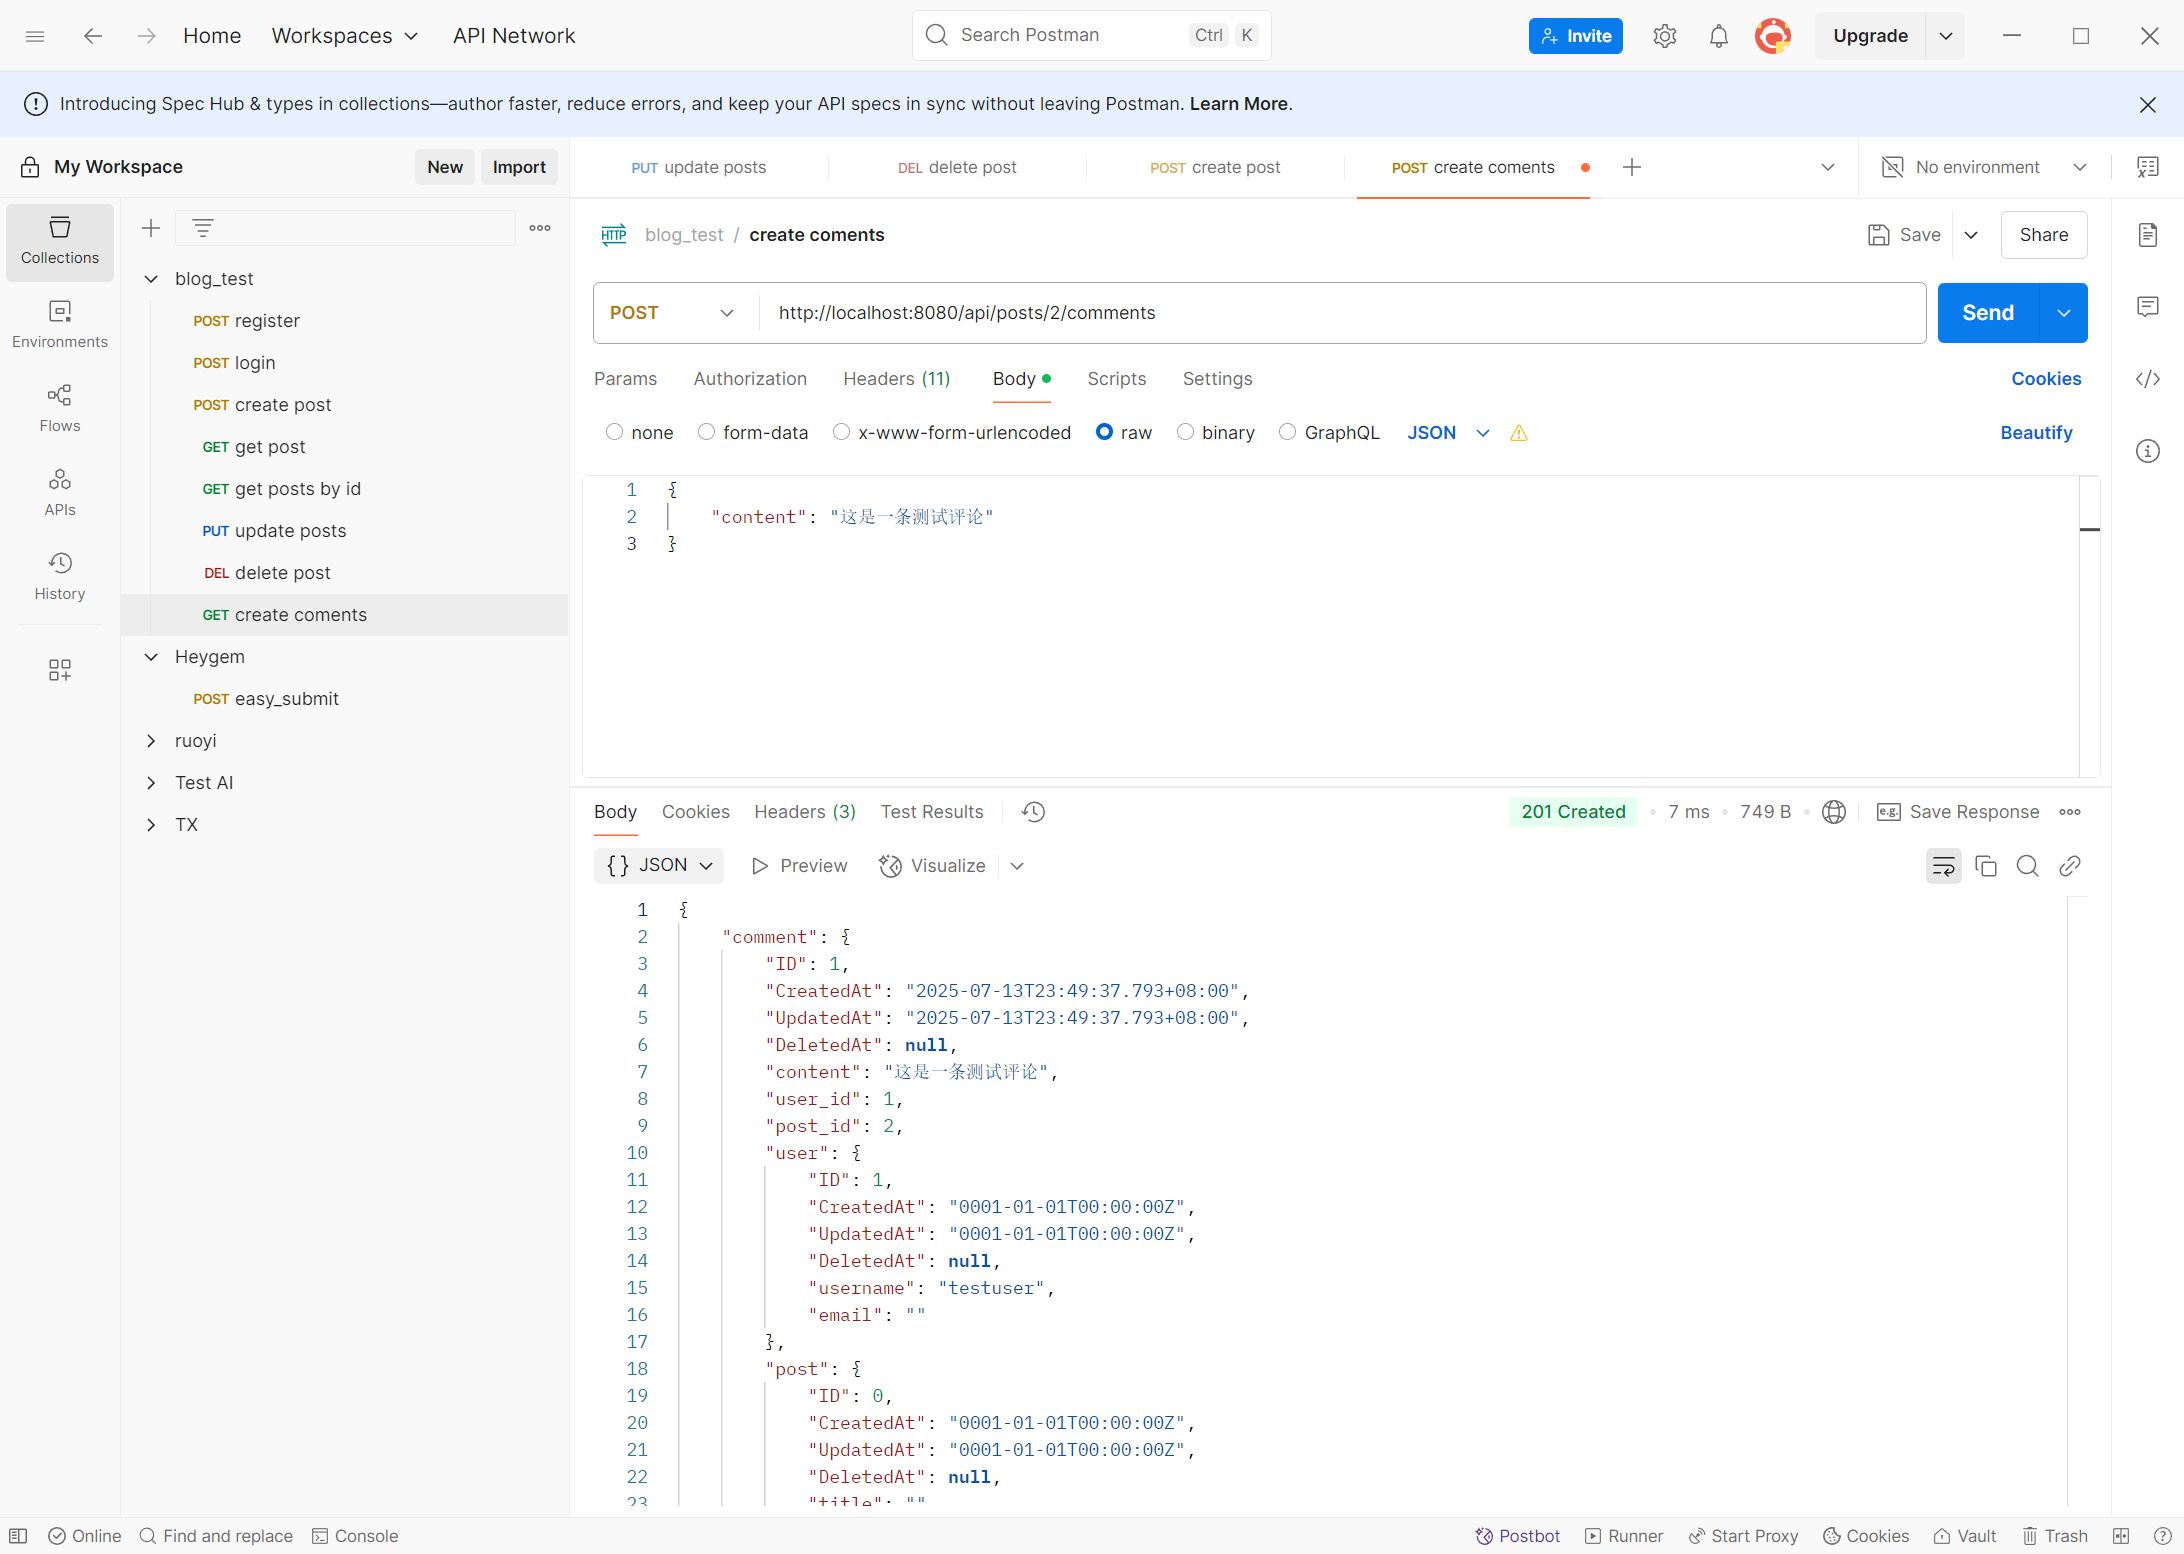 Home Workspaces API Network Search Postman Ctrl K Invite Upgrade
Introducing Spec Hub & types in collections—author faster, reduce errors, and keep your API specs in sync without leaving Postman. Learn More.
My Workspace New Import
PUT update posts DEL delete post POST create post POST create coments No environment
Collections
Environments
Flows
APIs
History
blog_test
POST register
POST login
POST create post
GET get post
GET get posts by id
PUT update posts
DEL delete post
GET create coments
Heygem
POST easy_submit
ruoyi
Test AI
TX
HTTP blog_test / create coments Save Share
POST http://localhost:8080/api/posts/2/comments Send
Params Authorization Headers (11) Body Scripts Settings Cookies
none form-data x-www-form-urlencoded raw binary GraphQL JSON Beautify
1 {
2 "content": "这是一条测试评论"
3 }
Body Cookies Headers (3) Test Results 201 Created 7 ms 749 B e.g. Save Response
{} JSON Preview Visualize
1 {
2 "comment": {
3 "ID": 1,
4 "CreatedAt": "2025-07-13T23:49:37.793+08:00",
5 "UpdatedAt": "2025-07-13T23:49:37.793+08:00",
6 "DeletedAt": null,
7 "content": "这是一条测试评论",
8 "user_id": 1,
9 "post_id": 2,
10 "user": {
11 "ID": 1,
12 "CreatedAt": "0001-01-01T00:00:00Z",
13 "UpdatedAt": "0001-01-01T00:00:00Z",
14 "DeletedAt": null,
15 "username": "testuser",
16 "email": ""
17 },
18 "post": {
19 "ID": 0,
20 "CreatedAt": "0001-01-01T00:00:00Z",
21 "UpdatedAt": "0001-01-01T00:00:00Z",
22 "DeletedAt": null,
23 "title": ""
Online Find and replace Console Postbot Runner Start Proxy Cookies Vault Trash